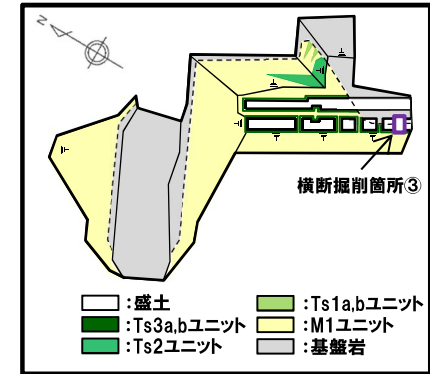 N
横断掘削箇所③
:盛土
:Ts3a,bユニット
:Ts2ユニット
:Ts1a,bユニット
:M1ユニット
:基盤岩